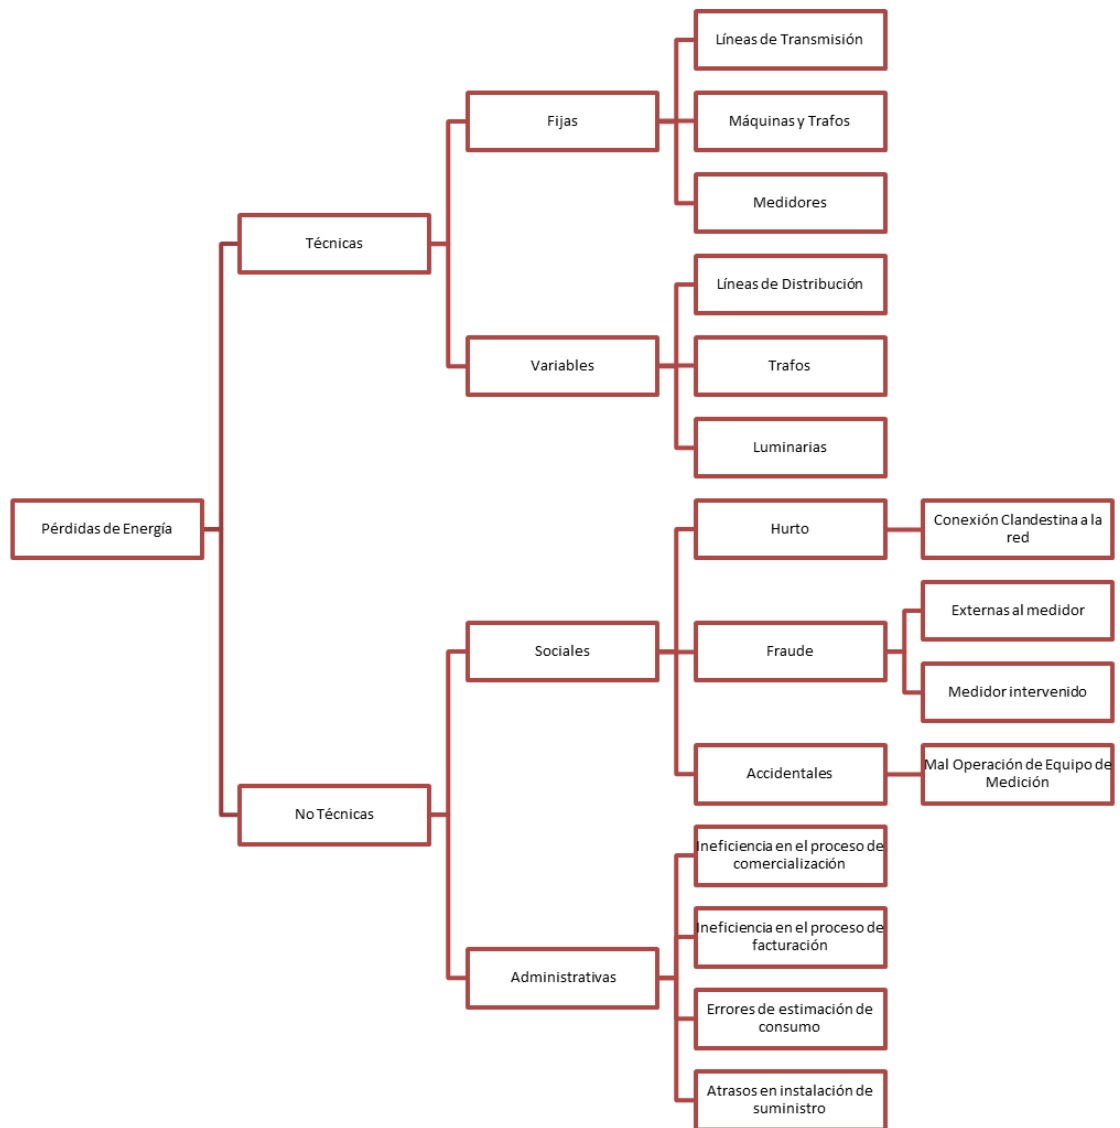 Pérdidas de Energía
Técnicas
Fijas
Líneas de Transmisión
Máquinas y Trafos
Medidores
Variables
Líneas de Distribución
Trafos
Luminarias
No Técnicas
Sociales
Hurto
Conexión Clandestina a la
red
Fraude
Externas al medidor
Medidor intervenido
Accidentales
Mal Operación de Equipo de
Medición
Administrativas
Ineficiencia en el proceso de
comercialización
Ineficiencia en el proceso de
facturación
Errores de estimación de
consumo
Atrasos en instalación de
suministro